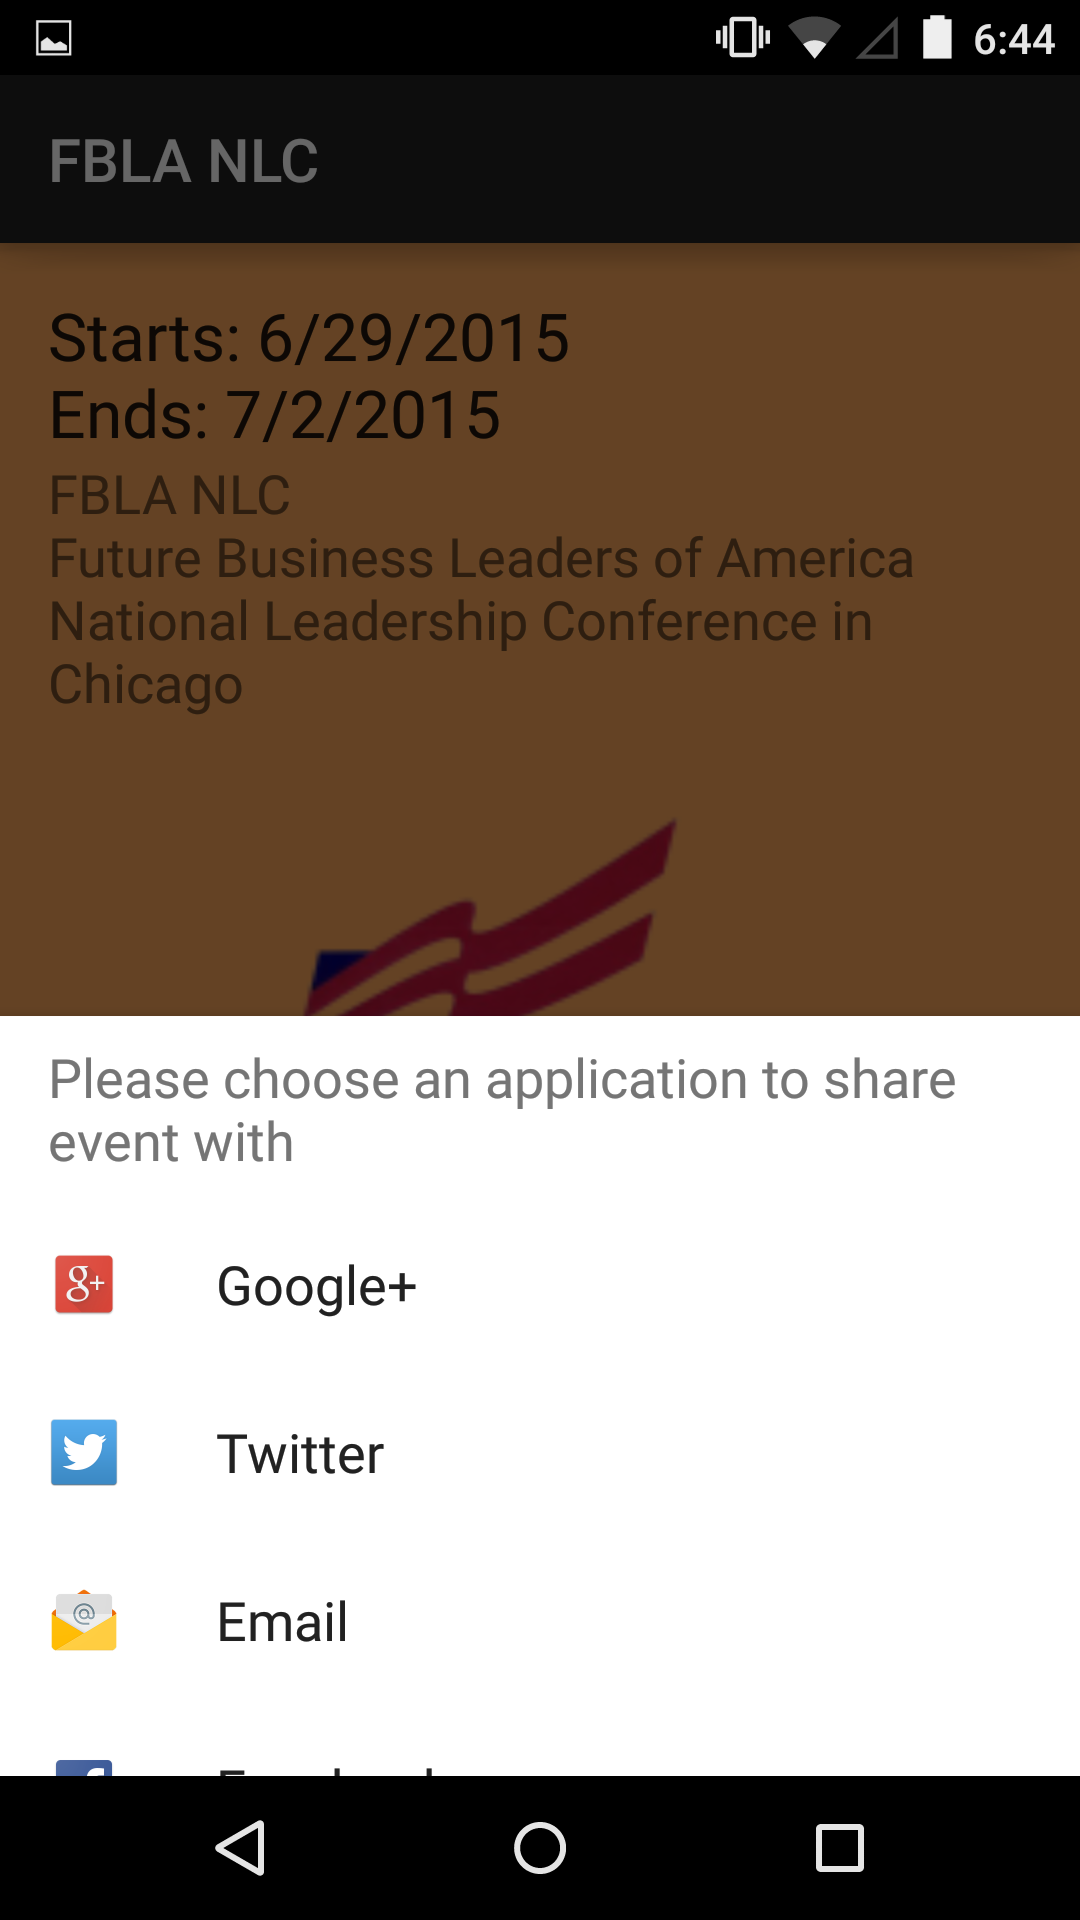 6:44
FBLA NLC
Starts: 6/29/2015
Ends: 7/2/2015
FBLA NLC
Future Business Leaders of America
National Leadership Conference in
Chicago
Please choose an application to share
event with
g+ Google+
Twitter
@ Email